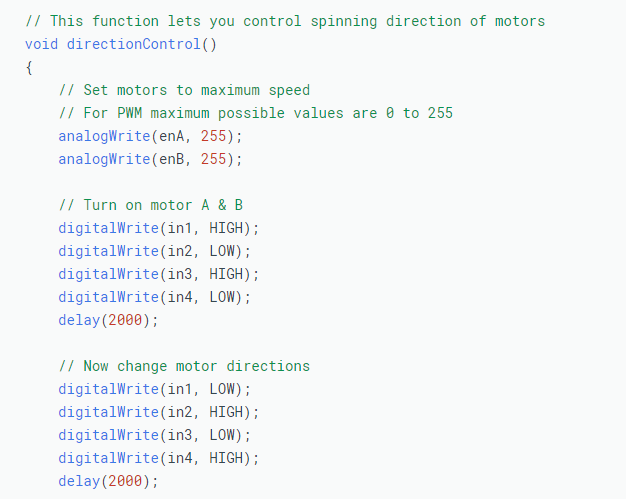 // This function lets you control spinning direction of motors
void directionControl()
{
// Set motors to maximum speed
// For PWM maximum possible values are 0 to 255
analogWrite(enA, 255);
analogWrite(enB, 255);
// Turn on motor A & B
digitalWrite(in1, HIGH);
digitalWrite(in2, LOW);
digitalWrite(in3, HIGH);
digitalWrite(in4, LOW);
delay(2000);
// Now change motor directions
digitalWrite(in1, LOW);
digitalWrite(in2, HIGH);
digitalWrite(in3, LOW);
digitalWrite(in4, HIGH);
delay(2000);